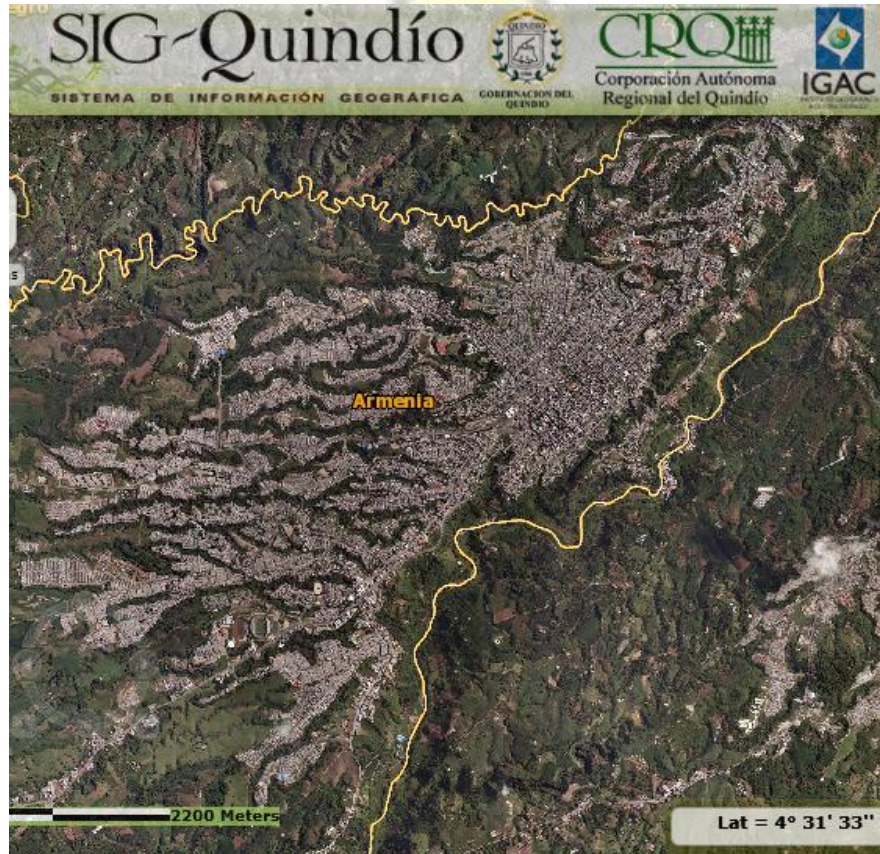 SIG-Quindío
SISTEMA DE INFORMACIÓN GEOGRÁFICA
QUINDIO
GOBERNACION DEL
QUINDIO
CRQ
Corporación Autónoma
Regional del Quindío
IGAC
Armenia
2200 Meters
Lat = 4° 31' 33"